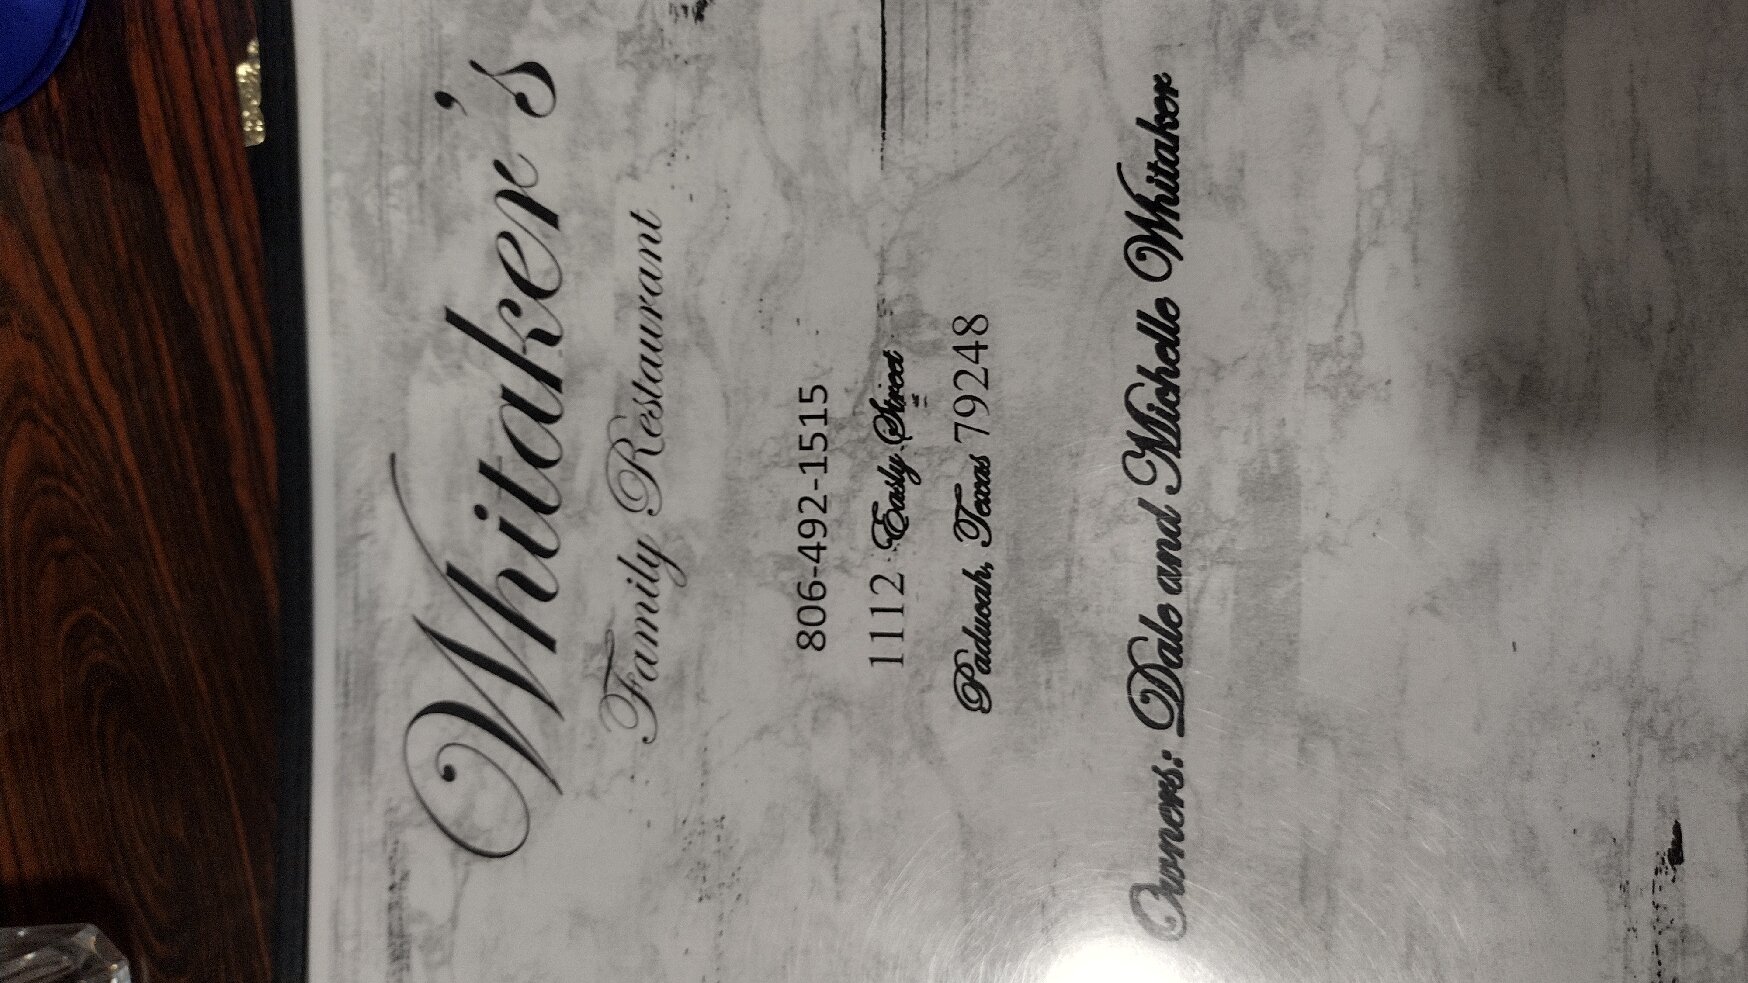 Whitaker's
Family Restaurant
806-492-1515
1112 Easly Street
Paducah, Texas 79248
Owners: Dale and Michelle Whitaker